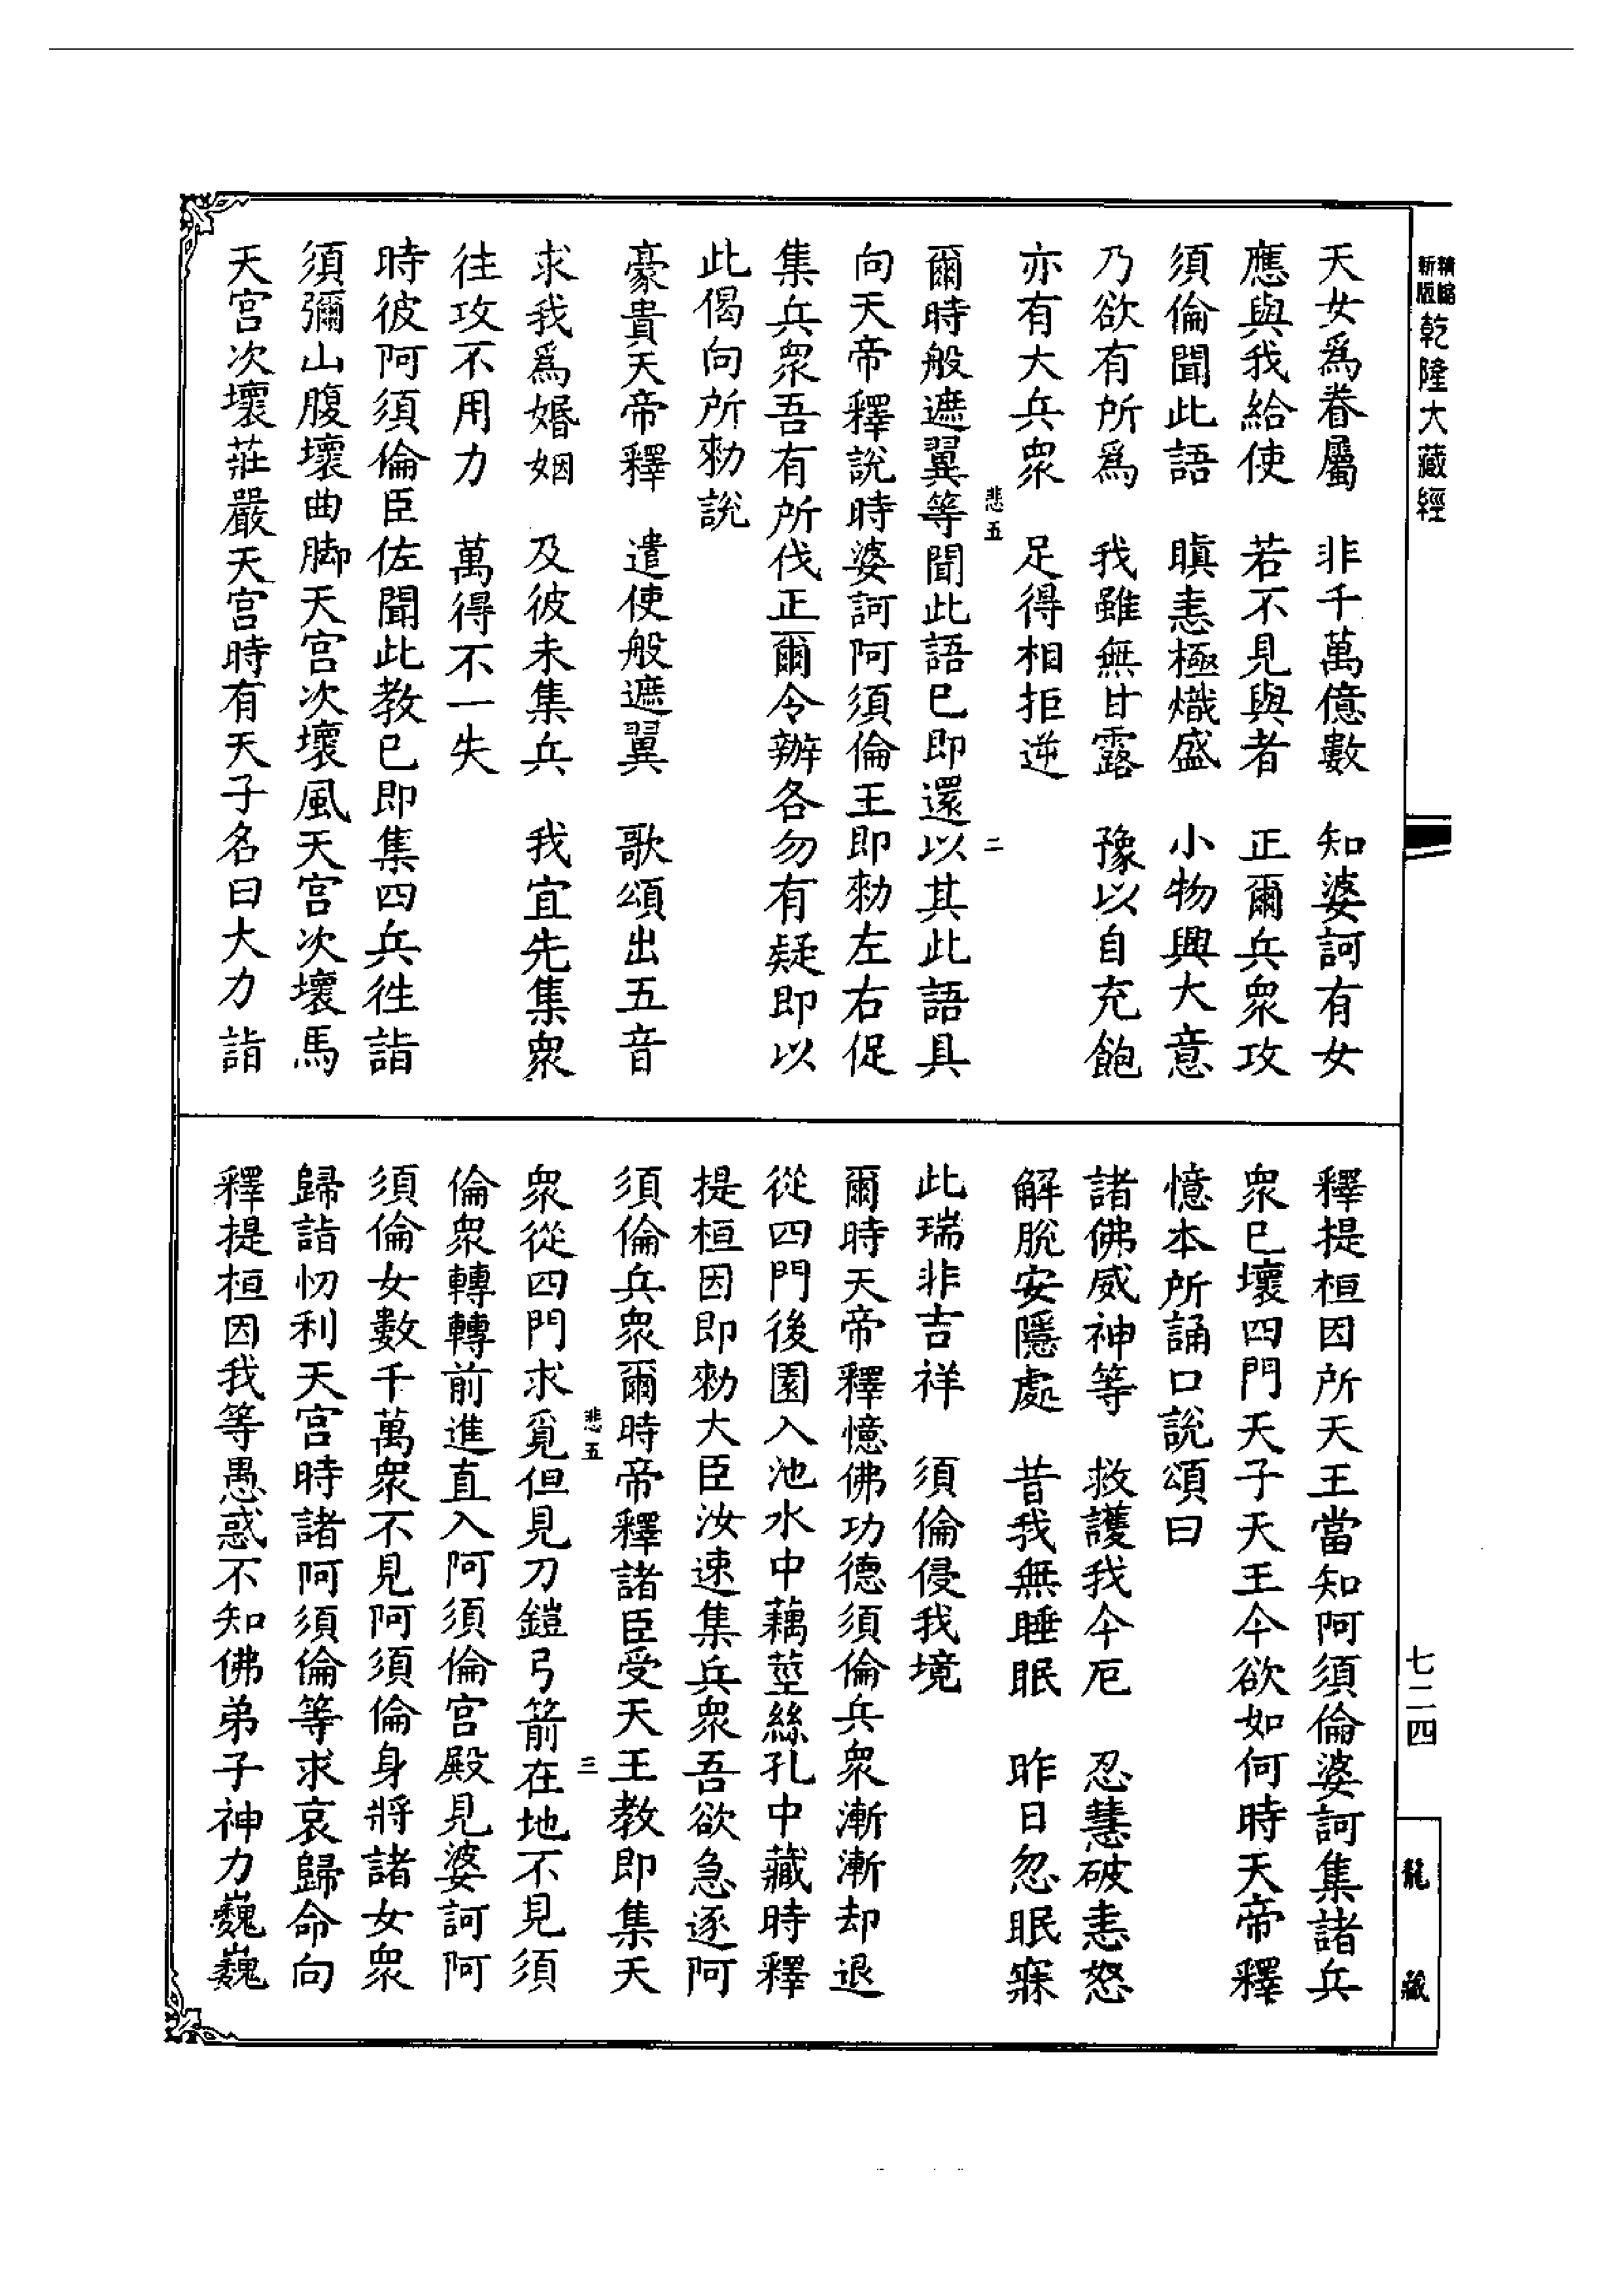 新版 精縮 乾隆大藏經
天女爲眷屬　非千萬億數　知婆訶有女
應與我給使　若不見與者　正爾兵衆攻
須倫聞此語　瞋恚極熾盛　小物興大意
乃欲有所爲　我雖無甘露　豫以自充飽
亦有大兵衆　足得相拒逆
悲五　二
爾時般遮翼等聞此語已即還以其此語具
向天帝釋說時婆訶阿須倫王即勑左右促
集兵衆吾有所伐正爾令辦各勿有疑即以
此偈向所勑說
豪貴天帝釋　遣使般遮翼　歌頌出五音
求我爲婚姻　及彼未集兵　我宜先集衆
往攻不用力　萬得不一失
時彼阿須倫臣佐聞此教已即集四兵往詣
須彌山腹壞曲脚天宮次壞風天宮次壞馬
天宮次壞莊嚴天宮時有天子名曰大力詣
釋提桓因所天王當知阿須倫婆訶集諸兵
衆已壞四門天子天王今欲如何時天帝釋
憶本所誦口說頌曰
諸佛威神等　救護我今厄　忍慧破恚怒
解脫安隱處　昔我無睡眠　昨日忽眠寐
此瑞非吉祥　須倫侵我境
爾時天帝釋憶佛功德須倫兵衆漸漸却退
從四門後園入池水中藕莖絲孔中藏時釋
提桓因即勑大臣汝速集兵衆吾欲急逐阿
須倫兵衆爾時帝釋諸臣受天王教即集天
悲五　三
衆從四門求覓但見刀鎧弓箭在地不見須
倫衆轉轉前進直入阿須倫宮殿見婆訶阿
須倫女數千萬衆不見阿須倫身將諸女衆
歸詣忉利天宮時諸阿須倫等求哀歸命向
釋提桓因我等愚惑不知佛弟子神力巍巍
七二四
龍藏